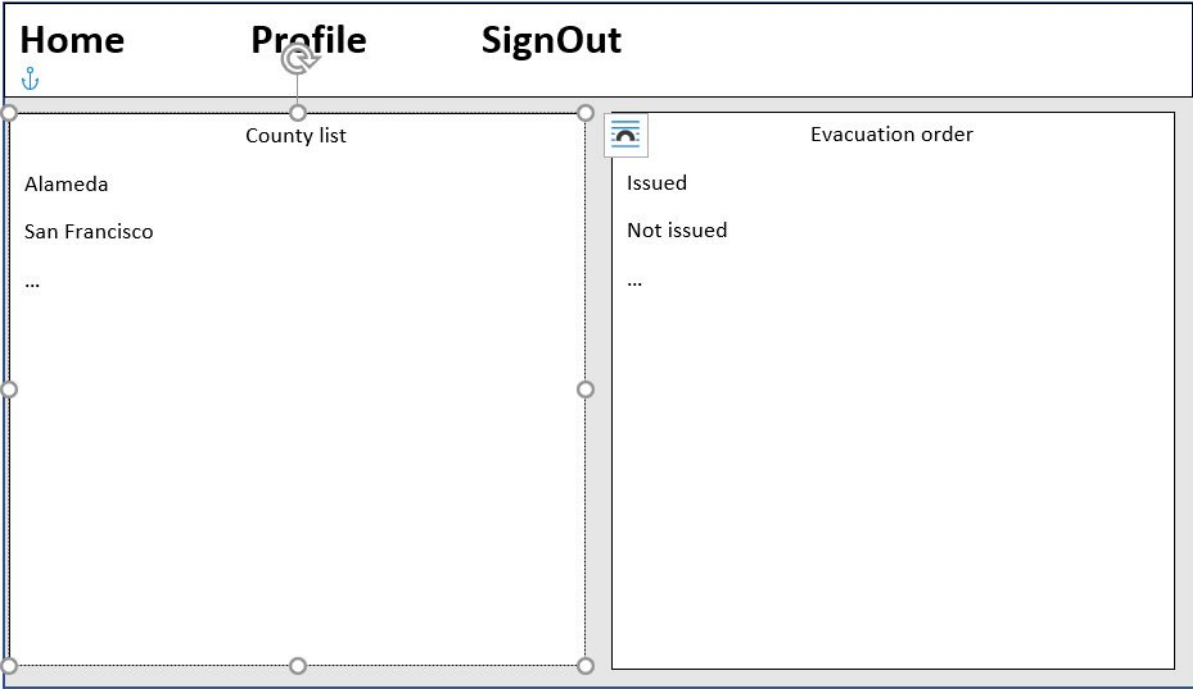 Home Profile SignOut
County list
Alameda
San Francisco
...
Evacuation order
Issued
Not issued
...